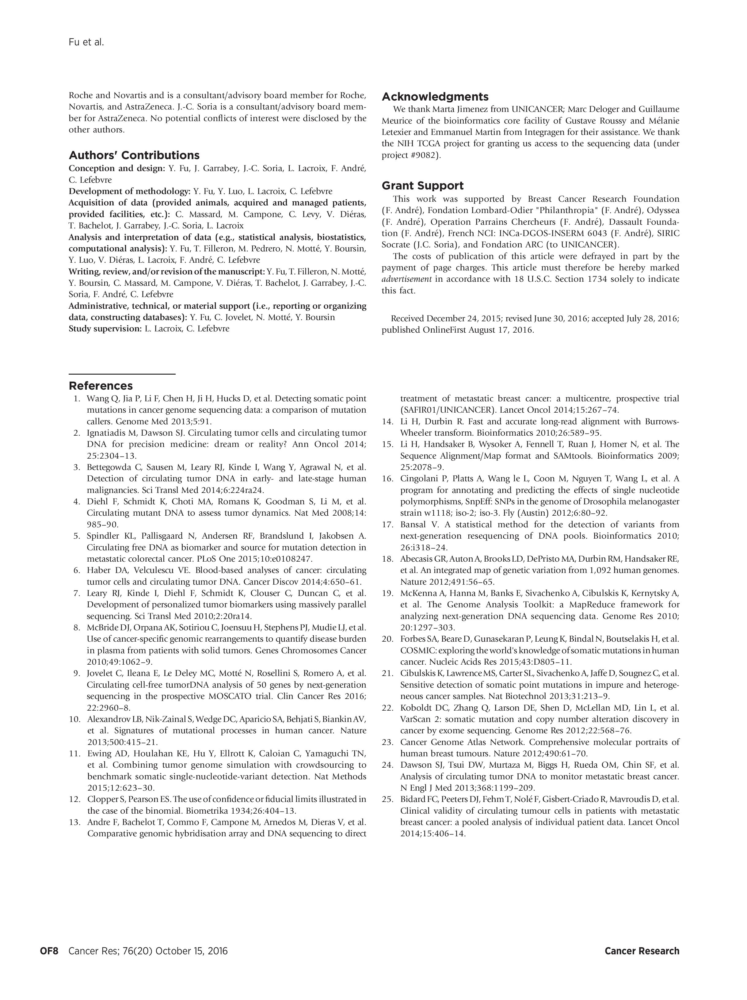 Fu et al.
Roche and Novartis and is a consultant/advisory board member for Roche,
Novartis, and AstraZeneca. J.-C. Soria is a consultant/advisory board mem-
ber for AstraZeneca. No potential conflicts of interest were disclosed by the
other authors.
Authors' Contributions
Conception and design: Y. Fu, J. Garrabey, J.-C. Soria, L. Lacroix, F. André,
C. Lefebvre
Development of methodology: Y. Fu, Y. Luo, L. Lacroix, C. Lefebvre
Acquisition of data (provided animals, acquired and managed patients,
provided facilities, etc.): C. Massard, M. Campone, C. Levy, V. Diéras,
T. Bachelot, J. Garrabey, J.-C. Soria, L. Lacroix
Analysis and interpretation of data (e.g., statistical analysis, biostatistics,
computational analysis): Y. Fu, T. Filleron, M. Pedrero, N. Motté, Y. Boursin,
Y. Luo, V. Diéras, L. Lacroix, F. André, C. Lefebvre
Writing, review, and/or revision of the manuscript: Y. Fu, T. Filleron, N. Motté,
Y. Boursin, C. Massard, M. Campone, V. Diéras, T. Bachelot, J. Garrabey, J.-C.
Soria, F. André, C. Lefebvre
Administrative, technical, or material support (i.e., reporting or organizing
data, constructing databases): Y. Fu, C. Jovelet, N. Motté, Y. Boursin
Study supervision: L. Lacroix, C. Lefebvre
Acknowledgments
We thank Marta Jimenez from UNICANCER; Marc Deloger and Guillaume
Meurice of the bioinformatics core facility of Gustave Roussy and Mélanie
Letexier and Emmanuel Martin from Integragen for their assistance. We thank
the NIH TCGA project for granting us access to the sequencing data (under
project #9082).
Grant Support
This work was supported by Breast Cancer Research Foundation
(F. André), Fondation Lombard-Odier "Philanthropia" (F. André), Odyssea
(F. André), Operation Parrains Chercheurs (F. André), Dassault Founda-
tion (F. André), French NCI: INCa-DGOS-INSERM 6043 (F. André), SIRIC
Socrate (J.C. Soria), and Fondation ARC (to UNICANCER).
The costs of publication of this article were defrayed in part by the
payment of page charges. This article must therefore be hereby marked
advertisement in accordance with 18 U.S.C. Section 1734 solely to indicate
this fact.
Received December 24, 2015; revised June 30, 2016; accepted July 28, 2016;
published OnlineFirst August 17, 2016.
References
1. Wang Q, Jia P, Li F, Chen H, Ji H, Hucks D, et al. Detecting somatic point
mutations in cancer genome sequencing data: a comparison of mutation
callers. Genome Med 2013;5:91.
2. Ignatiadis M, Dawson SJ. Circulating tumor cells and circulating tumor
DNA for precision medicine: dream or reality? Ann Oncol 2014;
25:2304–13.
3. Bettegowda C, Sausen M, Leary RJ, Kinde I, Wang Y, Agrawal N, et al.
Detection of circulating tumor DNA in early- and late-stage human
malignancies. Sci Transl Med 2014;6:224ra24.
4. Diehl F, Schmidt K, Choti MA, Romans K, Goodman S, Li M, et al.
Circulating mutant DNA to assess tumor dynamics. Nat Med 2008;14:
985–90.
5. Spindler KL, Pallisgaard N, Andersen RF, Brandslund I, Jakobsen A.
Circulating free DNA as biomarker and source for mutation detection in
metastatic colorectal cancer. PLoS One 2015;10:e0108247.
6. Haber DA, Velculescu VE. Blood-based analyses of cancer: circulating
tumor cells and circulating tumor DNA. Cancer Discov 2014;4:650–61.
7. Leary RJ, Kinde I, Diehl F, Schmidt K, Clouser C, Duncan C, et al.
Development of personalized tumor biomarkers using massively parallel
sequencing. Sci Transl Med 2010;2:20ra14.
8. McBride DJ, Orpana AK, Sotiriou C, Joensuu H, Stephens PJ, Mudie LJ, et al.
Use of cancer-specific genomic rearrangements to quantify disease burden
in plasma from patients with solid tumors. Genes Chromosomes Cancer
2010;49:1062–9.
9. Jovelet C, Ileana E, Le Deley MC, Motté N, Rosellini S, Romero A, et al.
Circulating cell-free tumorDNA analysis of 50 genes by next-generation
sequencing in the prospective MOSCATO trial. Clin Cancer Res 2016;
22:2960–8.
10. Alexandrov LB, Nik-Zainal S, Wedge DC, Aparicio SA, Behjati S, Biankin AV,
et al. Signatures of mutational processes in human cancer. Nature
2013;500:415–21.
11. Ewing AD, Houlahan KE, Hu Y, Ellrott K, Caloian C, Yamaguchi TN,
et al. Combining tumor genome simulation with crowdsourcing to
benchmark somatic single-nucleotide-variant detection. Nat Methods
2015;12:623–30.
12. Clopper S, Pearson ES. The use of confidence or fiducial limits illustrated in
the case of the binomial. Biometrika 1934;26:404–13.
13. Andre F, Bachelot T, Commo F, Campone M, Arnedos M, Dieras V, et al.
Comparative genomic hybridisation array and DNA sequencing to direct
treatment of metastatic breast cancer: a multicentre, prospective trial
(SAFIR01/UNICANCER). Lancet Oncol 2014;15:267–74.
14. Li H, Durbin R. Fast and accurate long-read alignment with Burrows-
Wheeler transform. Bioinformatics 2010;26:589–95.
15. Li H, Handsaker B, Wysoker A, Fennell T, Ruan J, Homer N, et al. The
Sequence Alignment/Map format and SAMtools. Bioinformatics 2009;
25:2078–9.
16. Cingolani P, Platts A, Wang le L, Coon M, Nguyen T, Wang L, et al. A
program for annotating and predicting the effects of single nucleotide
polymorphisms, SnpEff: SNPs in the genome of Drosophila melanogaster
strain w1118; iso-2; iso-3. Fly (Austin) 2012;6:80–92.
17. Bansal V. A statistical method for the detection of variants from
next-generation resequencing of DNA pools. Bioinformatics 2010;
26:i318–24.
18. Abecasis GR, Auton A, Brooks LD, DePristo MA, Durbin RM, Handsaker RE,
et al. An integrated map of genetic variation from 1,092 human genomes.
Nature 2012;491:56–65.
19. McKenna A, Hanna M, Banks E, Sivachenko A, Cibulskis K, Kernytsky A,
et al. The Genome Analysis Toolkit: a MapReduce framework for
analyzing next-generation DNA sequencing data. Genome Res 2010;
20:1297–303.
20. Forbes SA, Beare D, Gunasekaran P, Leung K, Bindal N, Boutselakis H, et al.
COSMIC: exploring the world's knowledge of somatic mutations in human
cancer. Nucleic Acids Res 2015;43:D805–11.
21. Cibulskis K, Lawrence MS, Carter SL, Sivachenko A, Jaffe D, Sougnez C, et al.
Sensitive detection of somatic point mutations in impure and heteroge-
neous cancer samples. Nat Biotechnol 2013;31:213–9.
22. Koboldt DC, Zhang Q, Larson DE, Shen D, McLellan MD, Lin L, et al.
VarScan 2: somatic mutation and copy number alteration discovery in
cancer by exome sequencing. Genome Res 2012;22:568–76.
23. Cancer Genome Atlas Network. Comprehensive molecular portraits of
human breast tumours. Nature 2012;490:61–70.
24. Dawson SJ, Tsui DW, Murtaza M, Biggs H, Rueda OM, Chin SF, et al.
Analysis of circulating tumor DNA to monitor metastatic breast cancer.
N Engl J Med 2013;368:1199–209.
25. Bidard FC, Peeters DJ, Fehm T, Nolé F, Gisbert-Criado R, Mavroudis D, et al.
Clinical validity of circulating tumour cells in patients with metastatic
breast cancer: a pooled analysis of individual patient data. Lancet Oncol
2014;15:406–14.
OF8 Cancer Res; 76(20) October 15, 2016
Cancer Research